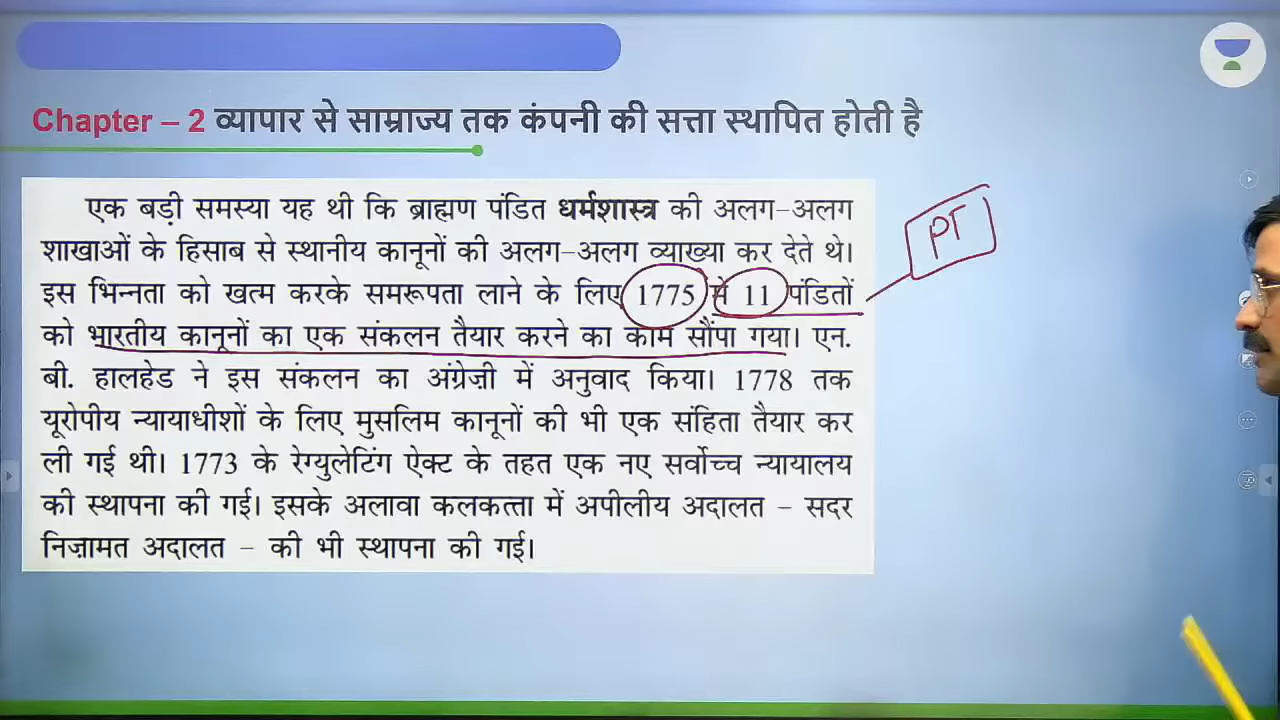 Chapter – 2 व्यापार से साम्राज्य तक कंपनी की सत्ता स्थापित होती है
एक बड़ी समस्या यह थी कि ब्राह्मण पंडित धर्मशास्त्र की अलग-अलग
शाखाओं के हिसाब से स्थानीय कानूनों की अलग-अलग व्याख्या कर देते थे।
इस भिन्नता को खत्म करके समरूपता लाने के लिए 1775 में 11 पंडितों
को भारतीय कानूनों का एक संकलन तैयार करने का काम सौंपा गया। एन.
बी. हालहेड ने इस संकलन का अंग्रेज़ी में अनुवाद किया। 1778 तक
यूरोपीय न्यायाधीशों के लिए मुसलिम कानूनों की भी एक संहिता तैयार कर
ली गई थी। 1773 के रेग्युलेटिंग ऐक्ट के तहत एक नए सर्वोच्च न्यायालय
की स्थापना की गई। इसके अलावा कलकत्ता में अपीलीय अदालत – सदर
निज़ामत अदालत – की भी स्थापना की गई।
PT